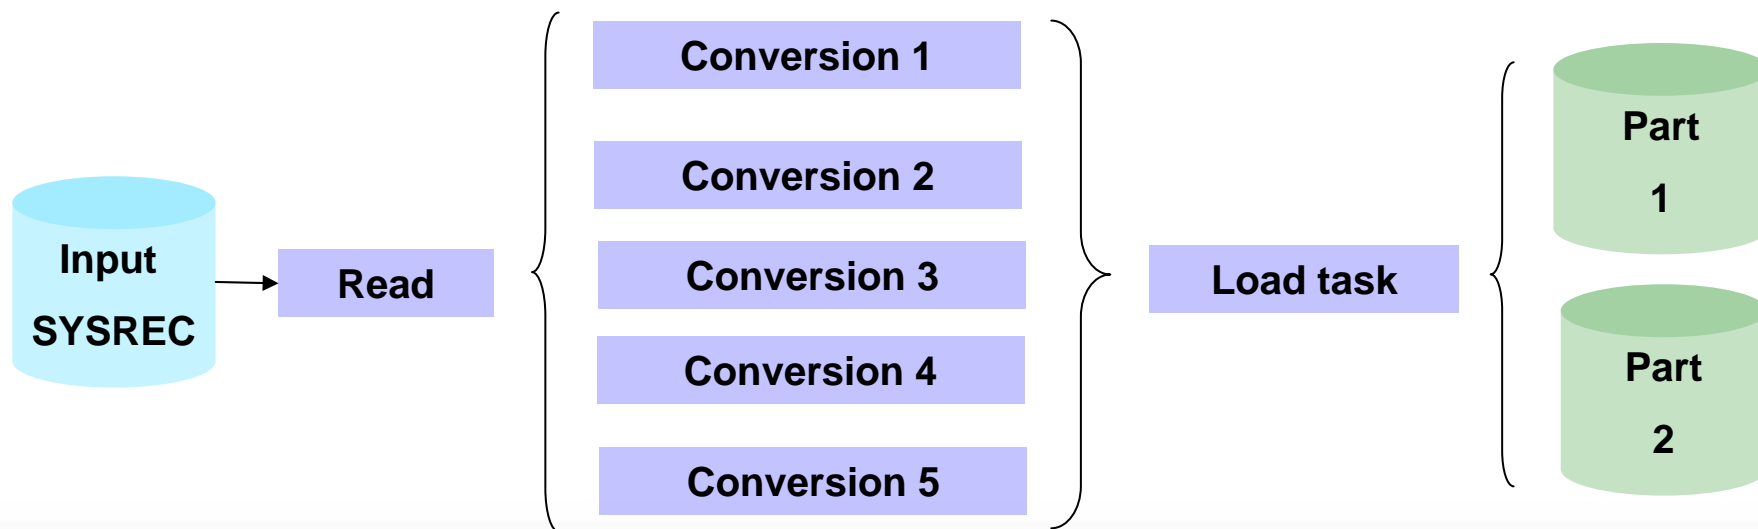 Input
SYSREC
Read
Conversion 1
Conversion 2
Conversion 3
Conversion 4
Conversion 5
Load task
Part
1
Part
2